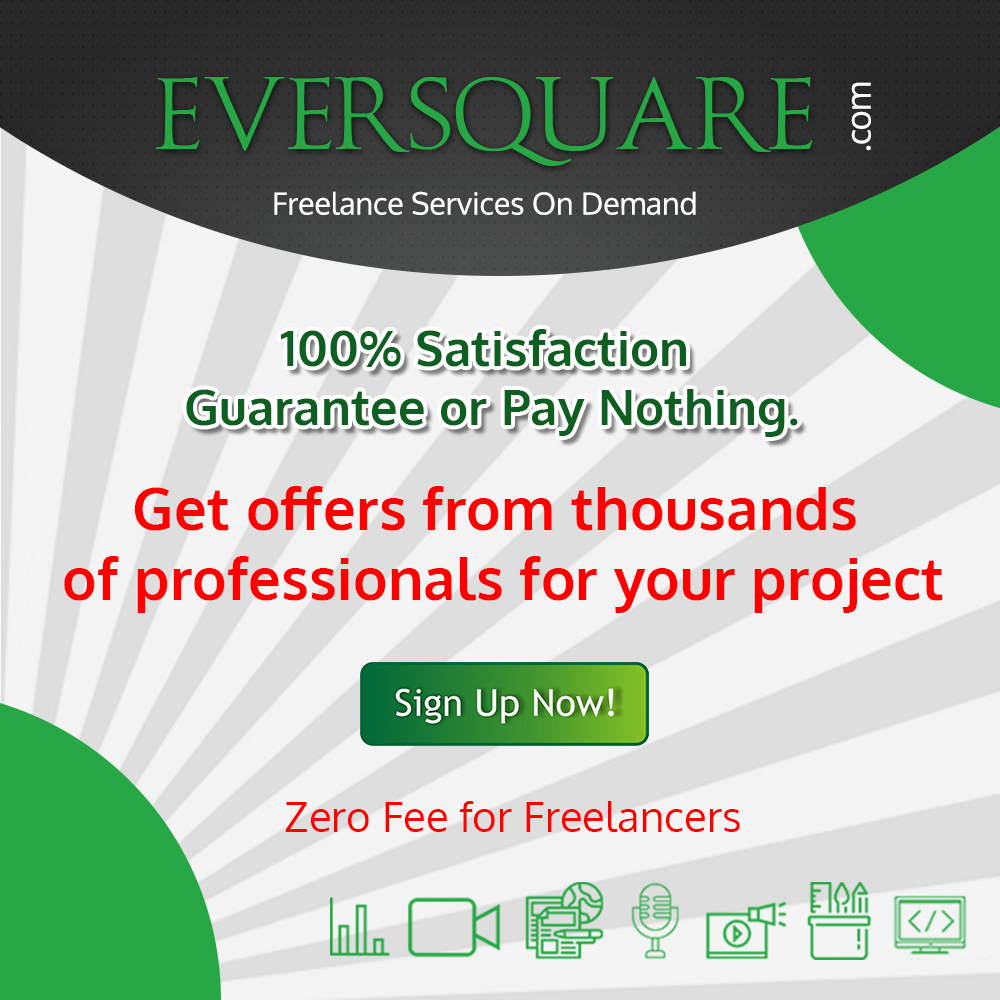 EVERSQUARE .com
Freelance Services On Demand
100% Satisfaction
Guarantee or Pay Nothing.
Get offers from thousands
of professionals for your project
Sign Up Now!
Zero Fee for Freelancers
</>